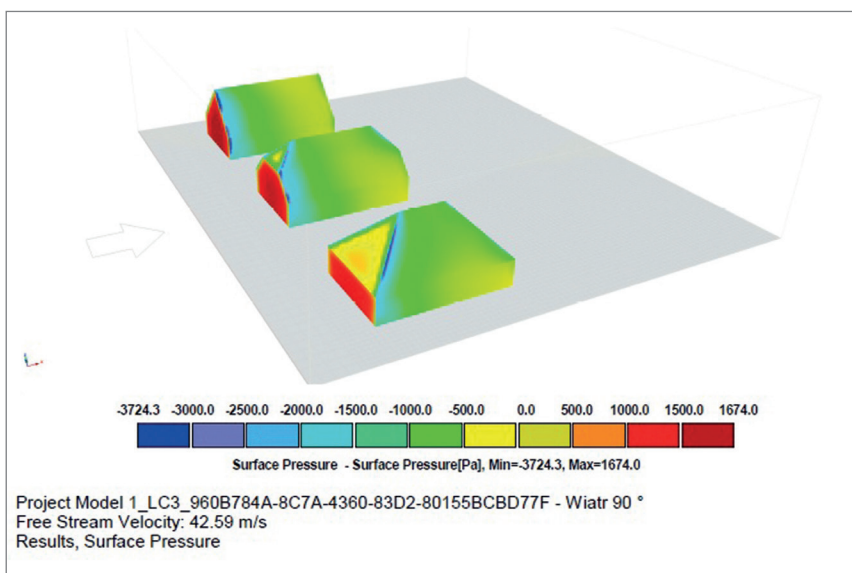 -3724.3 -3000.0 -2500.0 -2000.0 -1500.0 -1000.0 -500.0 0.0 500.0 1000.0 1500.0 1674.0
Surface Pressure - Surface Pressure[Pa], Min=-3724.3, Max=1674.0
Project Model 1_LC3_960B784A-8C7A-4360-83D2-80155BCBD77F - Wiatr 90 °
Free Stream Velocity: 42.59 m/s
Results, Surface Pressure